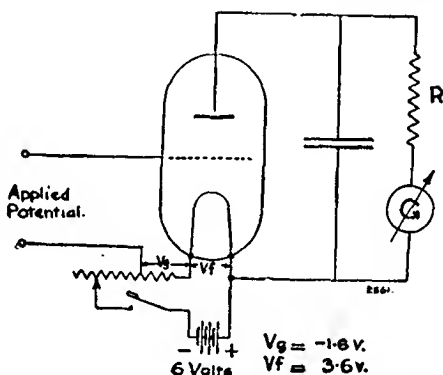 R
Applied
Potential.
Vg
Vf
- +
6 Volts
Vg = -1.6 v.
Vf = 3.6 v.